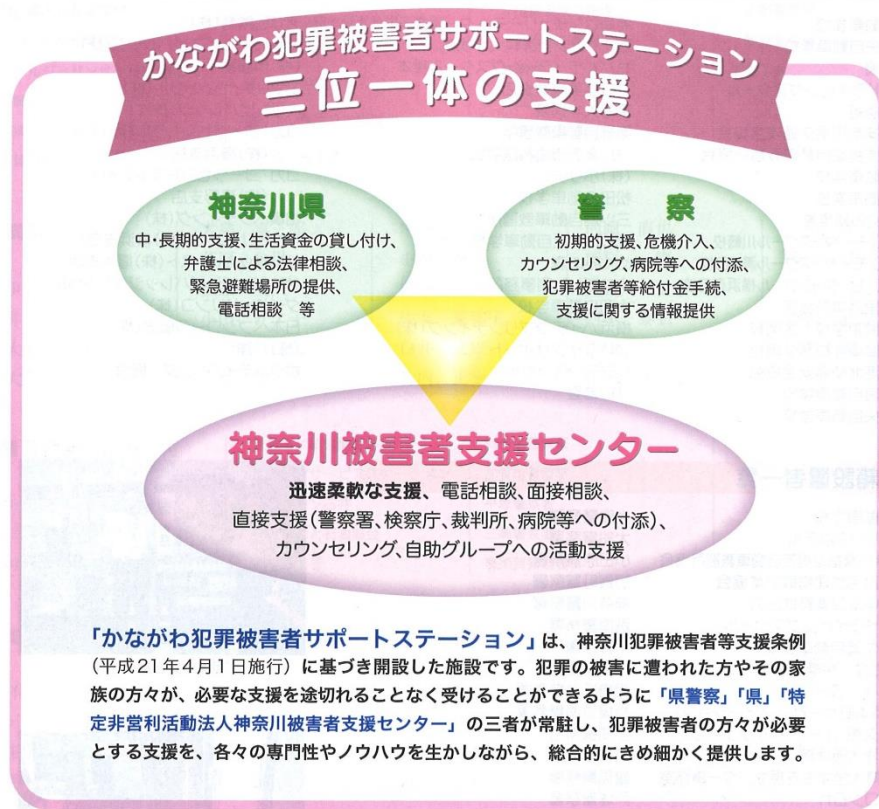 かながわ犯罪被害者サポートステーション
三位一体の支援
神奈川県
中・長期的支援、生活資金の貸し付け、
弁護士による法律相談、
緊急避難場所の提供、
電話相談 等
警 察
初期的支援、危機介入、
カウンセリング、病院等への付添、
犯罪被害者等給付金手続、
支援に関する情報提供
神奈川被害者支援センター
迅速柔軟な支援、電話相談、面接相談、
直接支援(警察署、検察庁、裁判所、病院等への付添)、
カウンセリング、自助グループへの活動支援
「かながわ犯罪被害者サポートステーション」は、神奈川犯罪被害者等支援条例
(平成21年4月1日施行)に基づき開設した施設です。犯罪の被害に遭われた方やその家
族の方々が、必要な支援を途切れることなく受けることができるように「県警察」「県」「特
定非営利活動法人神奈川被害者支援センター」の三者が常駐し、犯罪被害者の方々が必要
とする支援を、各々の専門性やノウハウを生かしながら、総合的にきめ細かく提供します。